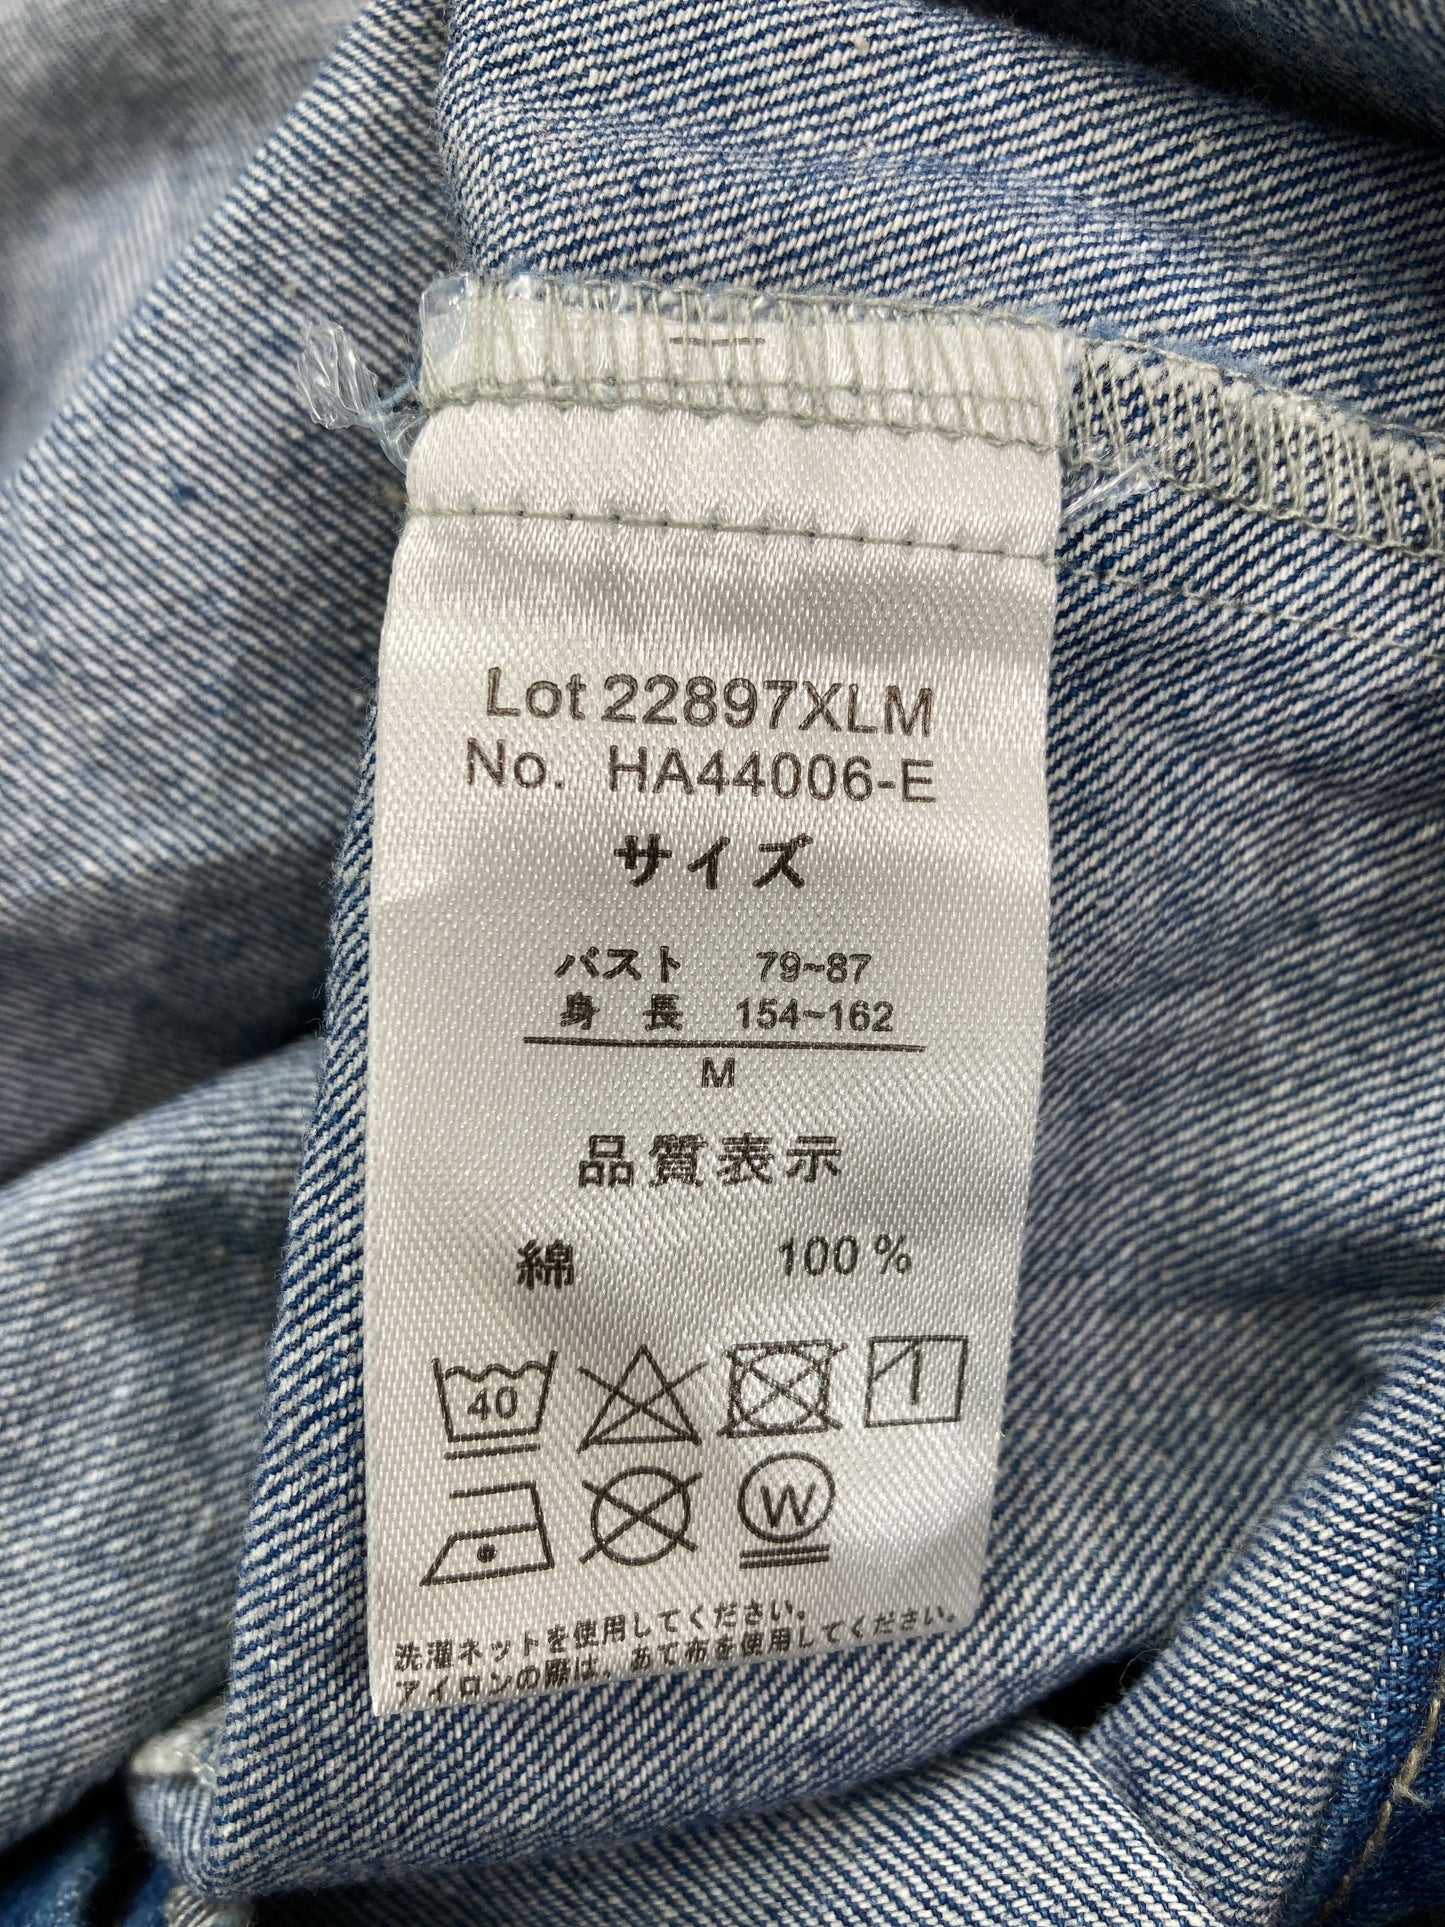 Lot 22897XLM
No. HA44006-E
サイズ
バスト 79~87
身長 154~162
M
品質表示
綿 100%
40
W
洗濯ネットを使用してください。
アイロンの際は、あて布を使用してください。